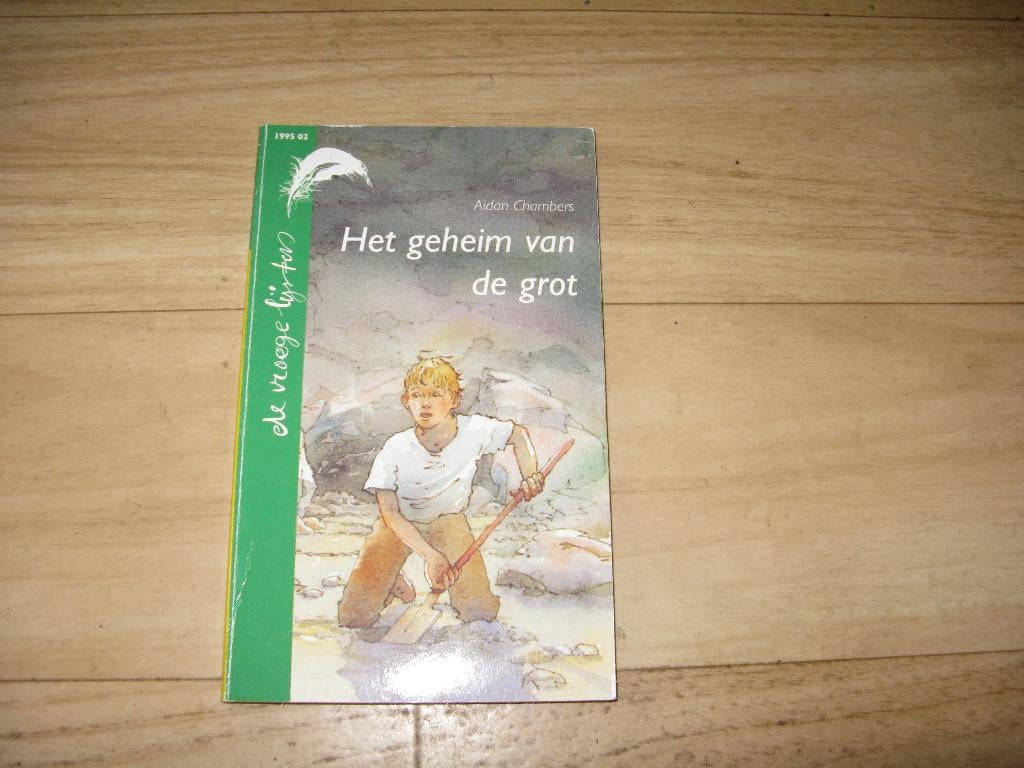 1995 02
Aidan Chambers
Het geheim van
de grot
de vroege lijsters